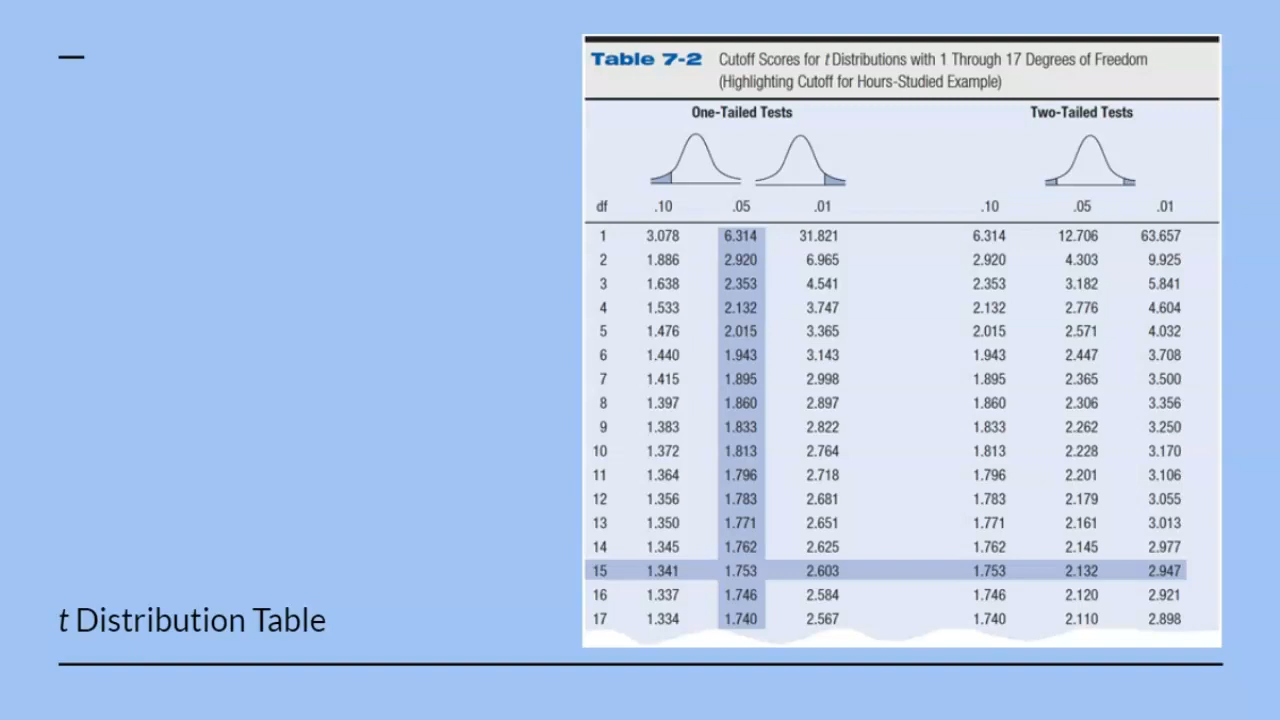 Table 7-2 Cutoff Scores for t Distributions with 1 Through 17 Degrees of Freedom
(Highlighting Cutoff for Hours-Studied Example)
One-Tailed Tests Two-Tailed Tests
df .10 .05 .01 .10 .05 .01
1 3.078 6.314 31.821 6.314 12.706 63.657
2 1.886 2.920 6.965 2.920 4.303 9.925
3 1.638 2.353 4.541 2.353 3.182 5.841
4 1.533 2.132 3.747 2.132 2.776 4.604
5 1.476 2.015 3.365 2.015 2.571 4.032
6 1.440 1.943 3.143 1.943 2.447 3.708
7 1.415 1.895 2.998 1.895 2.365 3.500
8 1.397 1.860 2.897 1.860 2.306 3.356
9 1.383 1.833 2.822 1.833 2.262 3.250
10 1.372 1.813 2.764 1.813 2.228 3.170
11 1.364 1.796 2.718 1.796 2.201 3.106
12 1.356 1.783 2.681 1.783 2.179 3.055
13 1.350 1.771 2.651 1.771 2.161 3.013
14 1.345 1.762 2.625 1.762 2.145 2.977
15 1.341 1.753 2.603 1.753 2.132 2.947
16 1.337 1.746 2.584 1.746 2.120 2.921
17 1.334 1.740 2.567 1.740 2.110 2.898
t Distribution Table